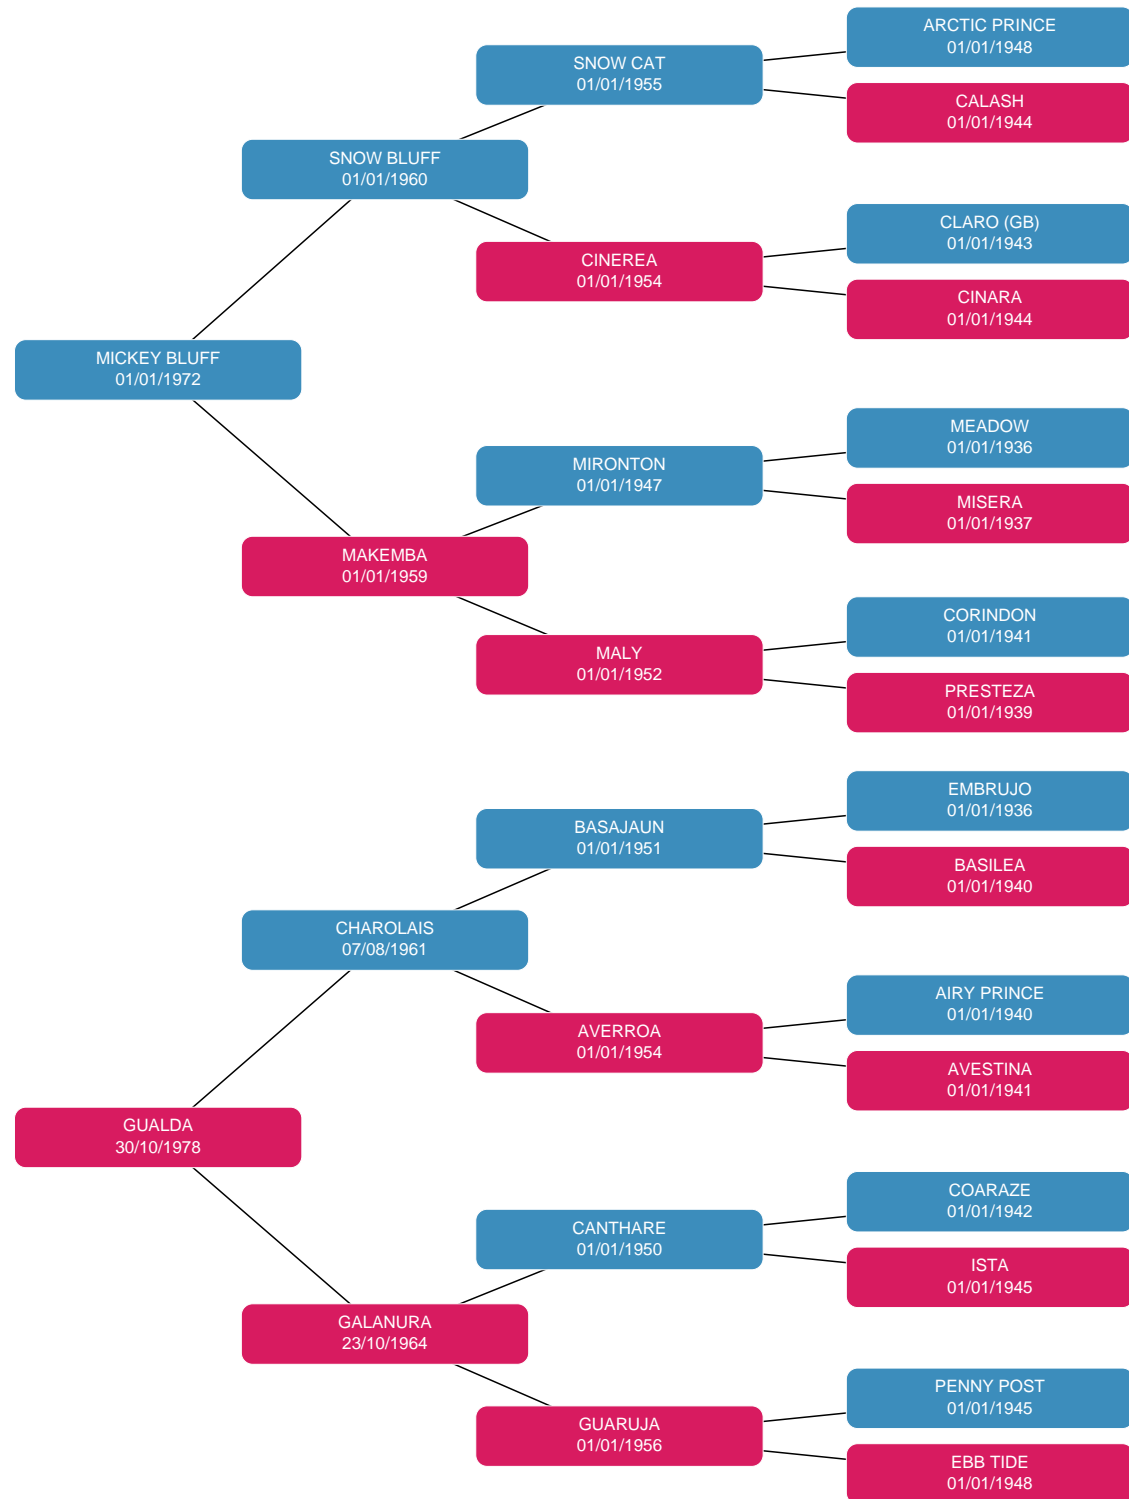 ARCTIC PRINCE
01/01/1948
SNOW CAT
01/01/1955
CALASH
01/01/1944
SNOW BLUFF
01/01/1960
CLARO (GB)
01/01/1943
CINEREA
01/01/1954
CINARA
01/01/1944
MICKEY BLUFF
01/01/1972
MEADOW
01/01/1936
MIRONTON
01/01/1947
MISERA
01/01/1937
MAKEMBA
01/01/1959
CORINDON
01/01/1941
MALY
01/01/1952
PRESTEZA
01/01/1939
EMBRUJO
01/01/1936
BASAJAUN
01/01/1951
BASILEA
01/01/1940
CHAROLAIS
07/08/1961
AIRY PRINCE
01/01/1940
AVERROA
01/01/1954
AVESTINA
01/01/1941
GUALDA
30/10/1978
COARAZE
01/01/1942
CANTHARE
01/01/1950
ISTA
01/01/1945
GALANURA
23/10/1964
PENNY POST
01/01/1945
GUARUJA
01/01/1956
EBB TIDE
01/01/1948